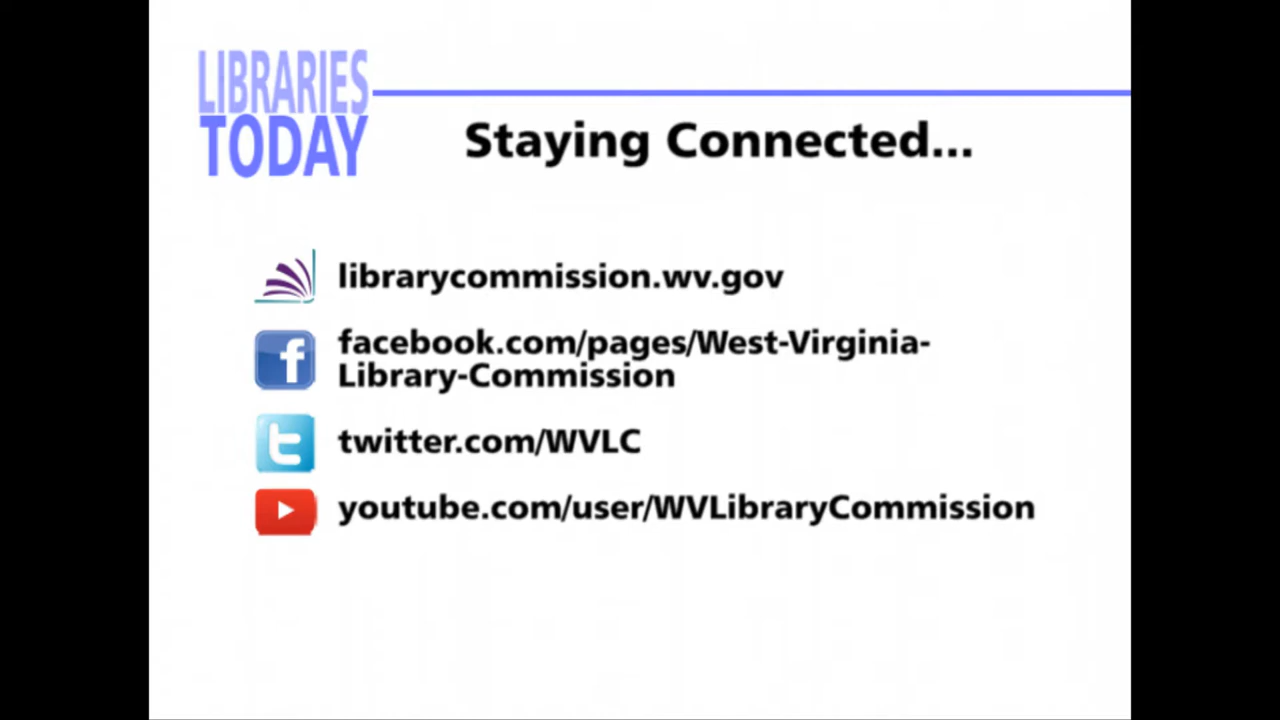 LIBRARIES
TODAY
Staying Connected...
librarycommission.wv.gov
facebook.com/pages/West-Virginia-
Library-Commission
twitter.com/WVLC
youtube.com/user/WVLibraryCommission